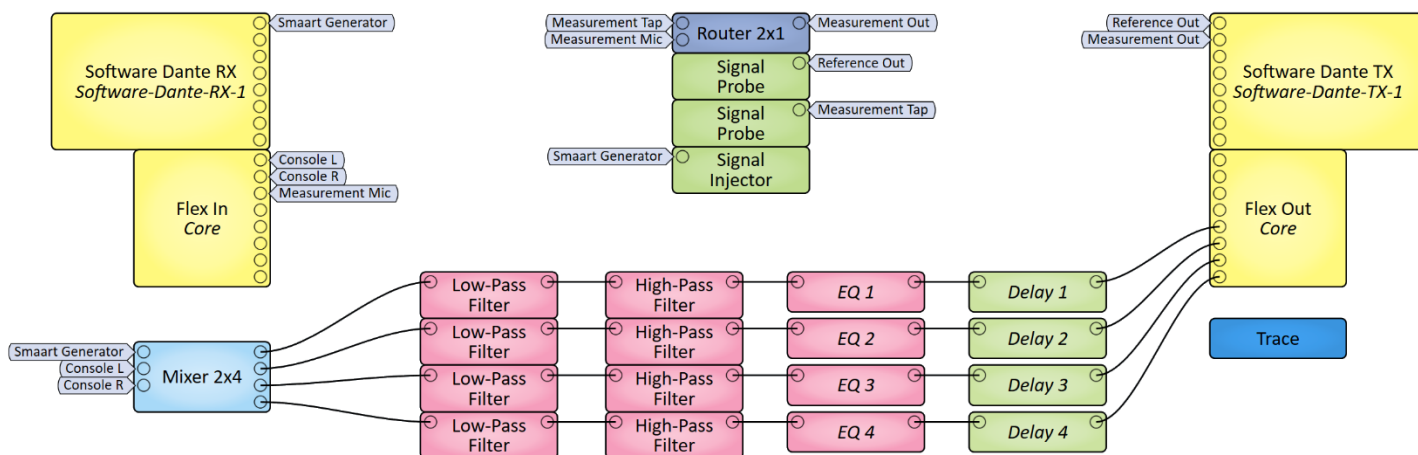 Smaart Generator
Software Dante RX
Software-Dante-RX-1
Console L
Console R
Measurement Mic
Flex In
Core
Measurement Tap
Measurement Mic
Router 2x1
Measurement Out
Signal
Probe
Reference Out
Signal
Probe
Measurement Tap
Smaart Generator
Signal
Injector
Reference Out
Measurement Out
Software Dante TX
Software-Dante-TX-1
Flex Out
Core
Smaart Generator
Console L
Console R
Mixer 2x4
Low-Pass
Filter
High-Pass
Filter
EQ 1
Delay 1
Low-Pass
Filter
High-Pass
Filter
EQ 2
Delay 2
Low-Pass
Filter
High-Pass
Filter
EQ 3
Delay 3
Low-Pass
Filter
High-Pass
Filter
EQ 4
Delay 4
Trace